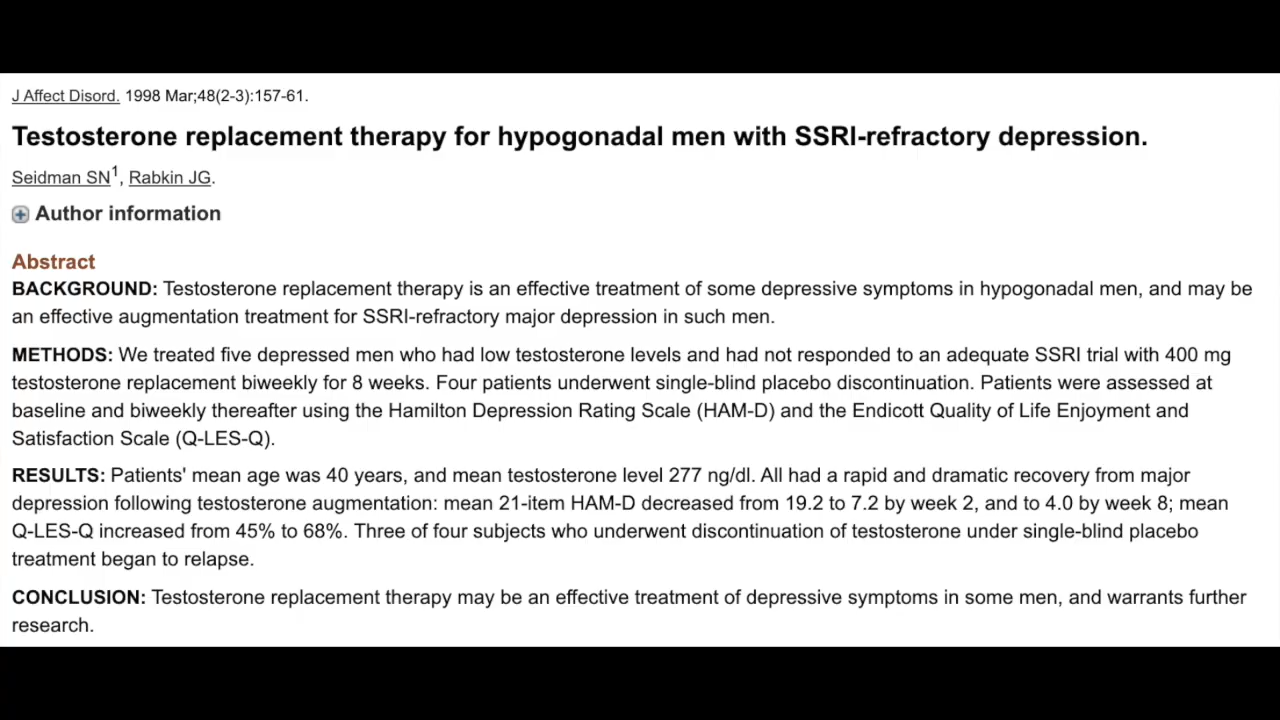 J Affect Disord. 1998 Mar;48(2-3):157-61.
Testosterone replacement therapy for hypogonadal men with SSRI-refractory depression.
Seidman SN1, Rabkin JG.
Author information
Abstract
BACKGROUND: Testosterone replacement therapy is an effective treatment of some depressive symptoms in hypogonadal men, and may be
an effective augmentation treatment for SSRI-refractory major depression in such men.
METHODS: We treated five depressed men who had low testosterone levels and had not responded to an adequate SSRI trial with 400 mg
testosterone replacement biweekly for 8 weeks. Four patients underwent single-blind placebo discontinuation. Patients were assessed at
baseline and biweekly thereafter using the Hamilton Depression Rating Scale (HAM-D) and the Endicott Quality of Life Enjoyment and
Satisfaction Scale (Q-LES-Q).
RESULTS: Patients' mean age was 40 years, and mean testosterone level 277 ng/dl. All had a rapid and dramatic recovery from major
depression following testosterone augmentation: mean 21-item HAM-D decreased from 19.2 to 7.2 by week 2, and to 4.0 by week 8; mean
Q-LES-Q increased from 45% to 68%. Three of four subjects who underwent discontinuation of testosterone under single-blind placebo
treatment began to relapse.
CONCLUSION: Testosterone replacement therapy may be an effective treatment of depressive symptoms in some men, and warrants further
research.